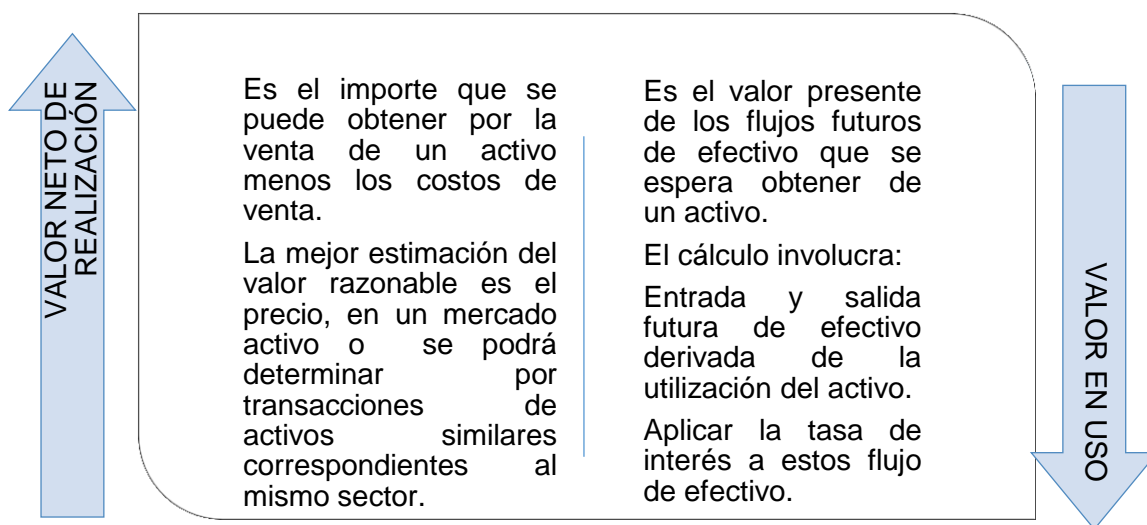 VALOR NETO DE
REALIZACIÓN
Es el importe que se
puede obtener por la
venta de un activo
menos los costos de
venta.
La mejor estimación del
valor razonable es el
precio, en un mercado
activo o se podrá
determinar por
transacciones de
activos similares
correspondientes al
mismo sector.
Es el valor presente
de los flujos futuros
de efectivo que se
espera obtener de
un activo.
El cálculo involucra:
Entrada y salida
futura de efectivo
derivada de la
utilización del activo.
Aplicar la tasa de
interés a estos flujo
de efectivo.
VALOR EN USO